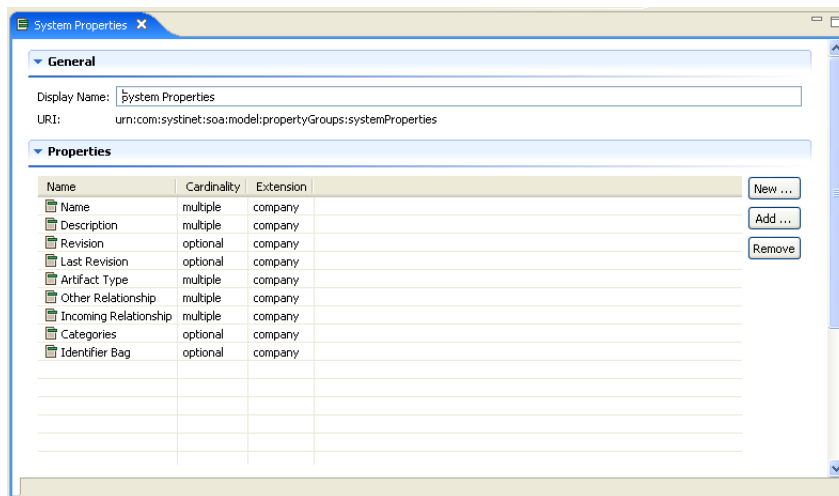 System Properties
General
Display Name: System Properties
URI: urn:com:systinet:soa:model:propertyGroups:systemProperties
Properties
Name Cardinality Extension
Name multiple company
Description multiple company
Revision optional company
Last Revision optional company
Artifact Type multiple company
Other Relationship multiple company
Incoming Relationship multiple company
Categories optional company
Identifier Bag optional company
New ...
Add ...
Remove